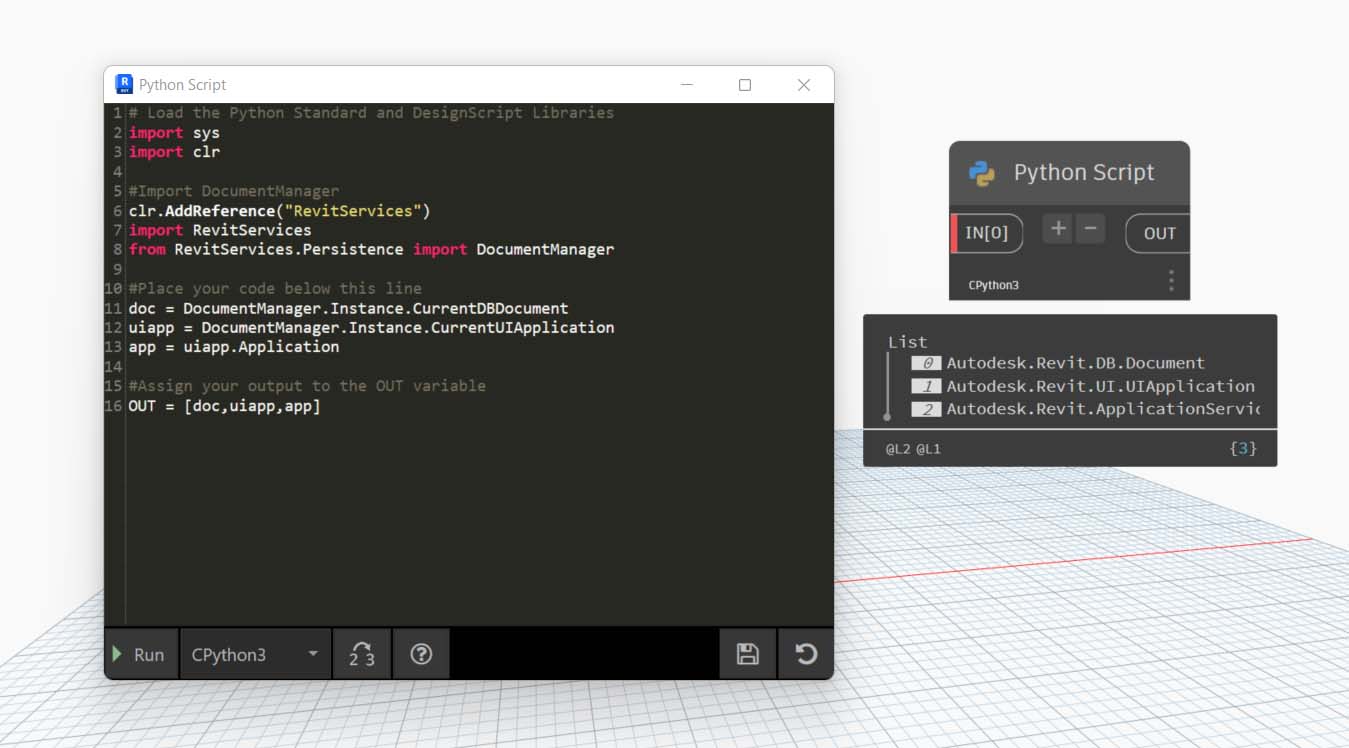 R
RVT
Python Script
1 # Load the Python Standard and DesignScript Libraries
2 import sys
3 import clr
4
5 #Import DocumentManager
6 clr.AddReference("RevitServices")
7 import RevitServices
8 from RevitServices.Persistence import DocumentManager
9
10 #Place your code below this line
11 doc = DocumentManager.Instance.CurrentDBDocument
12 uiapp = DocumentManager.Instance.CurrentUIApplication
13 app = uiapp.Application
14
15 #Assign your output to the OUT variable
16 OUT = [doc,uiapp,app]
Run
CPython3
2 3
?
Python Script
IN[0] + − OUT
CPython3
List
0 Autodesk.Revit.DB.Document
1 Autodesk.Revit.UI.UIApplication
2 Autodesk.Revit.ApplicationServic
@L2 @L1 {3}